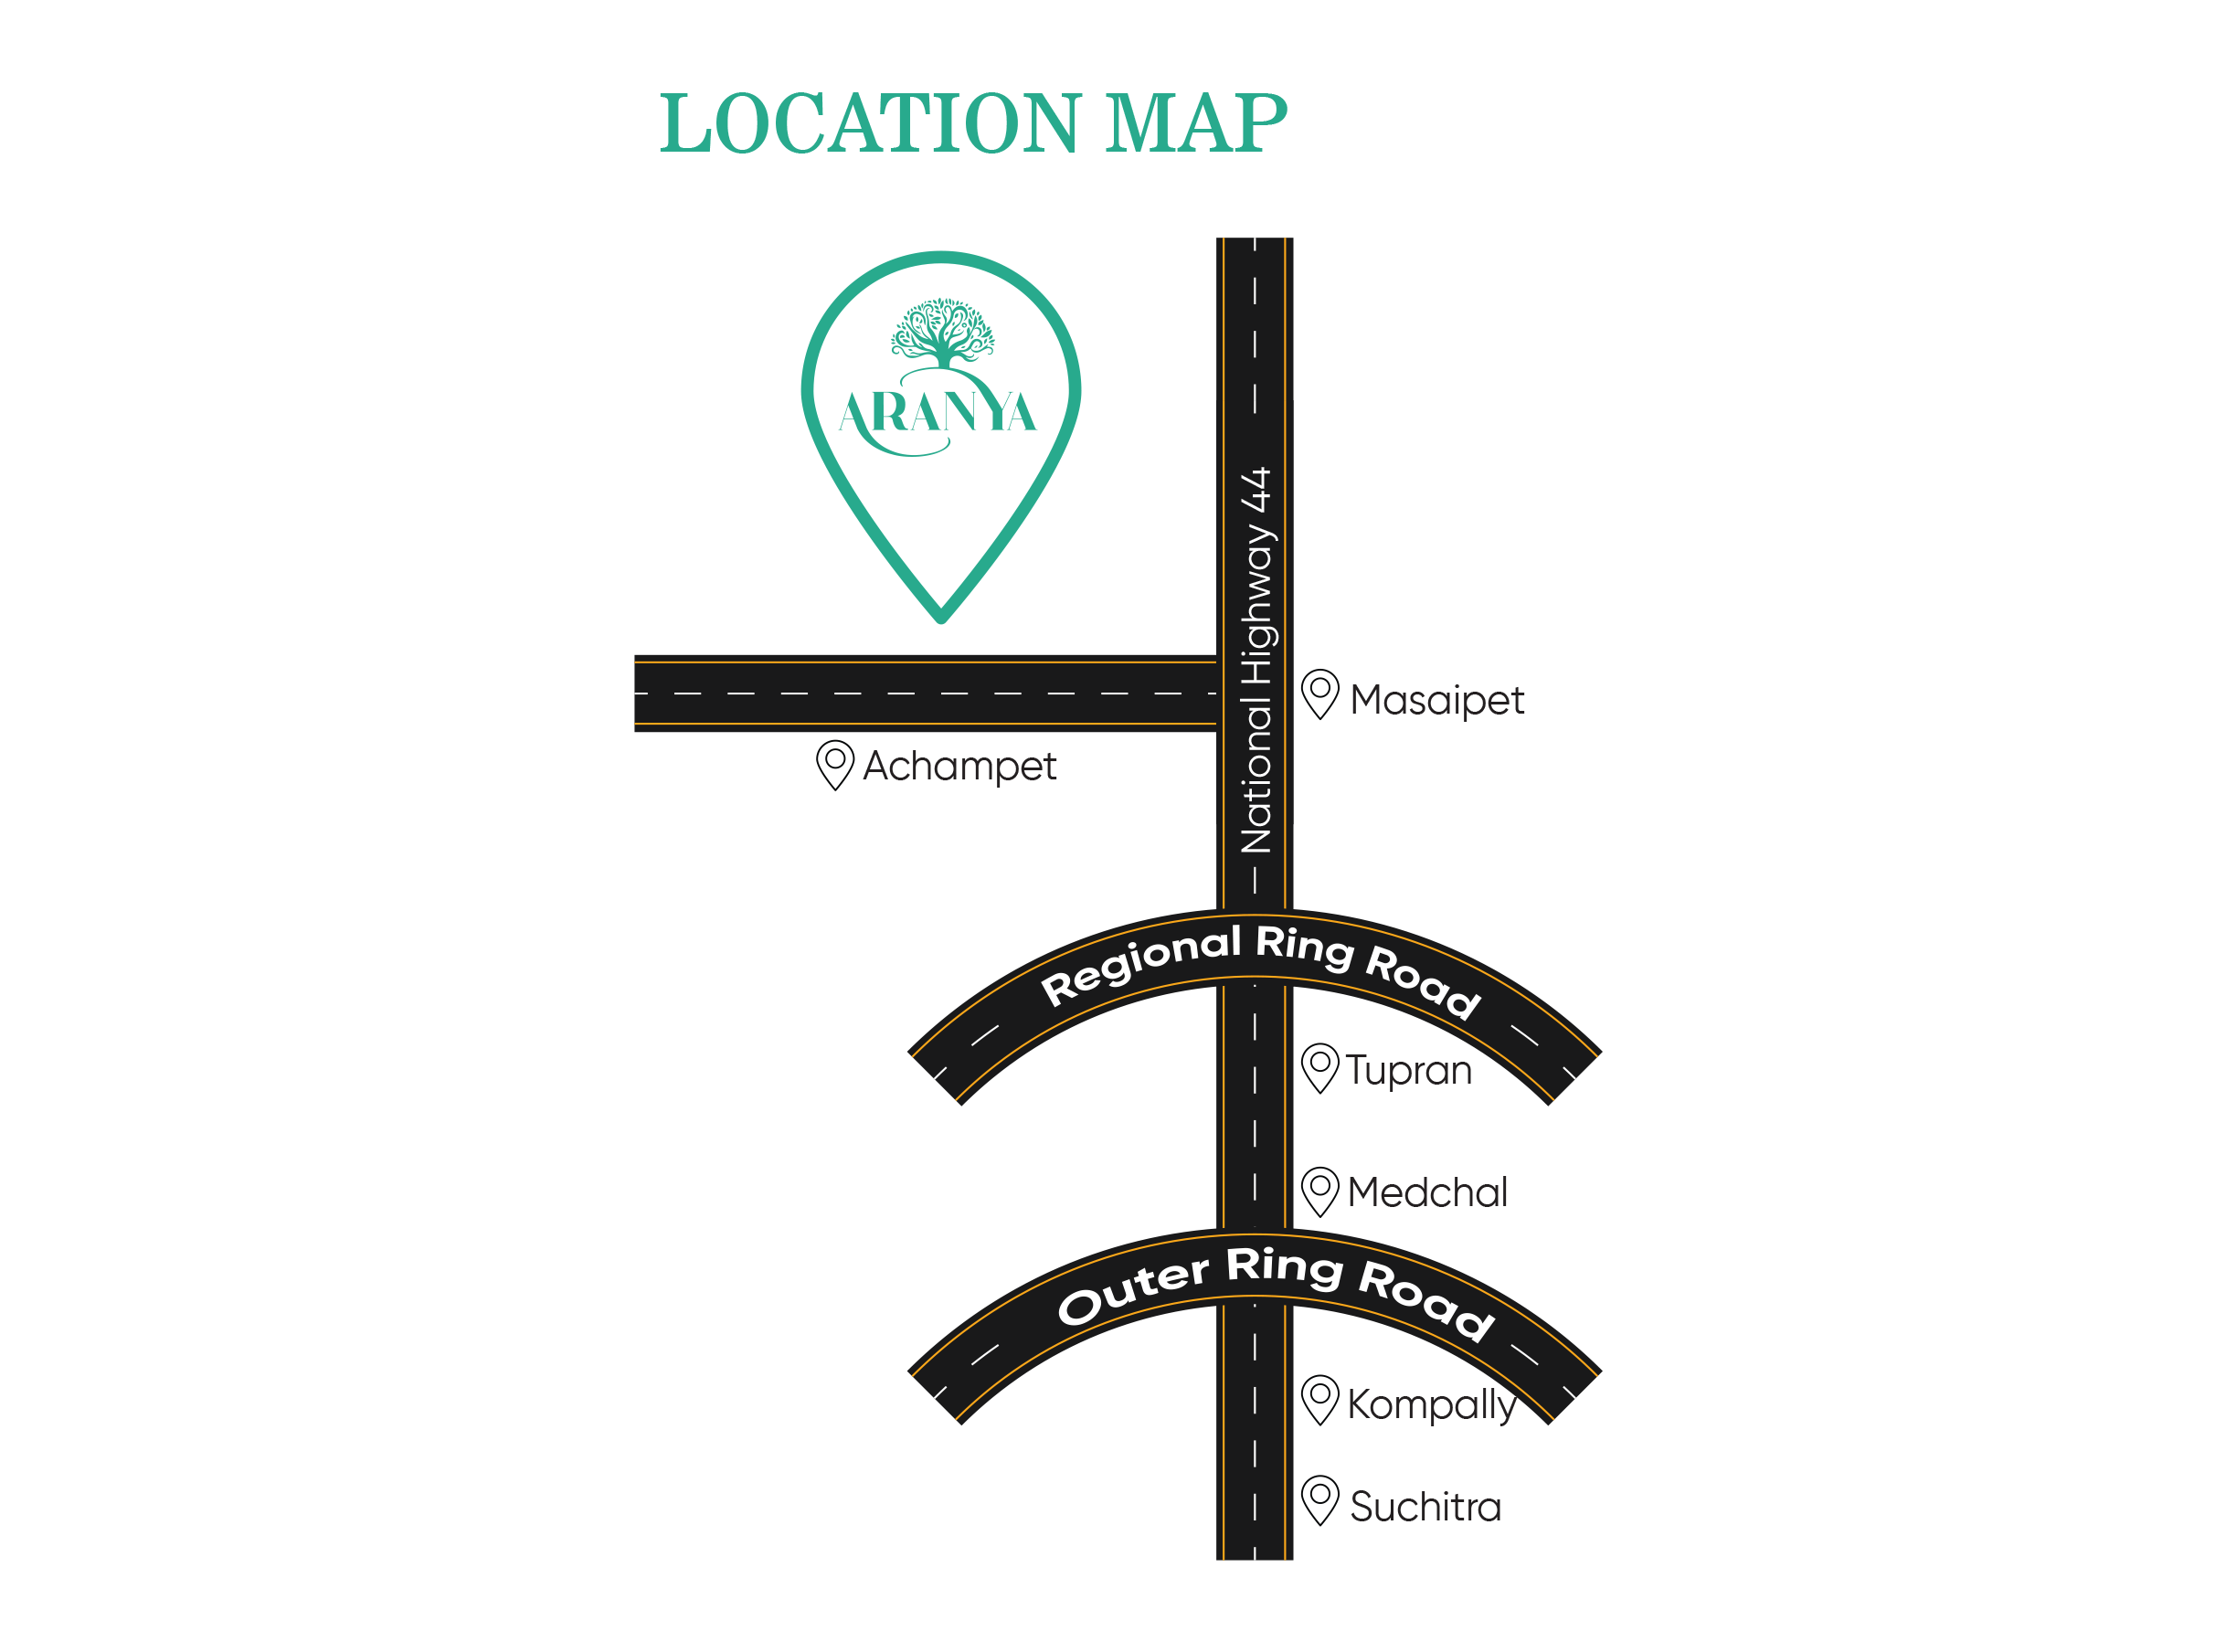 LOCATION MAP
ARANYA
National Highway 44
Masaipet
Achampet
Regional Ring Road
Tupran
Medchal
Outer Ring Road
Kompally
Suchitra